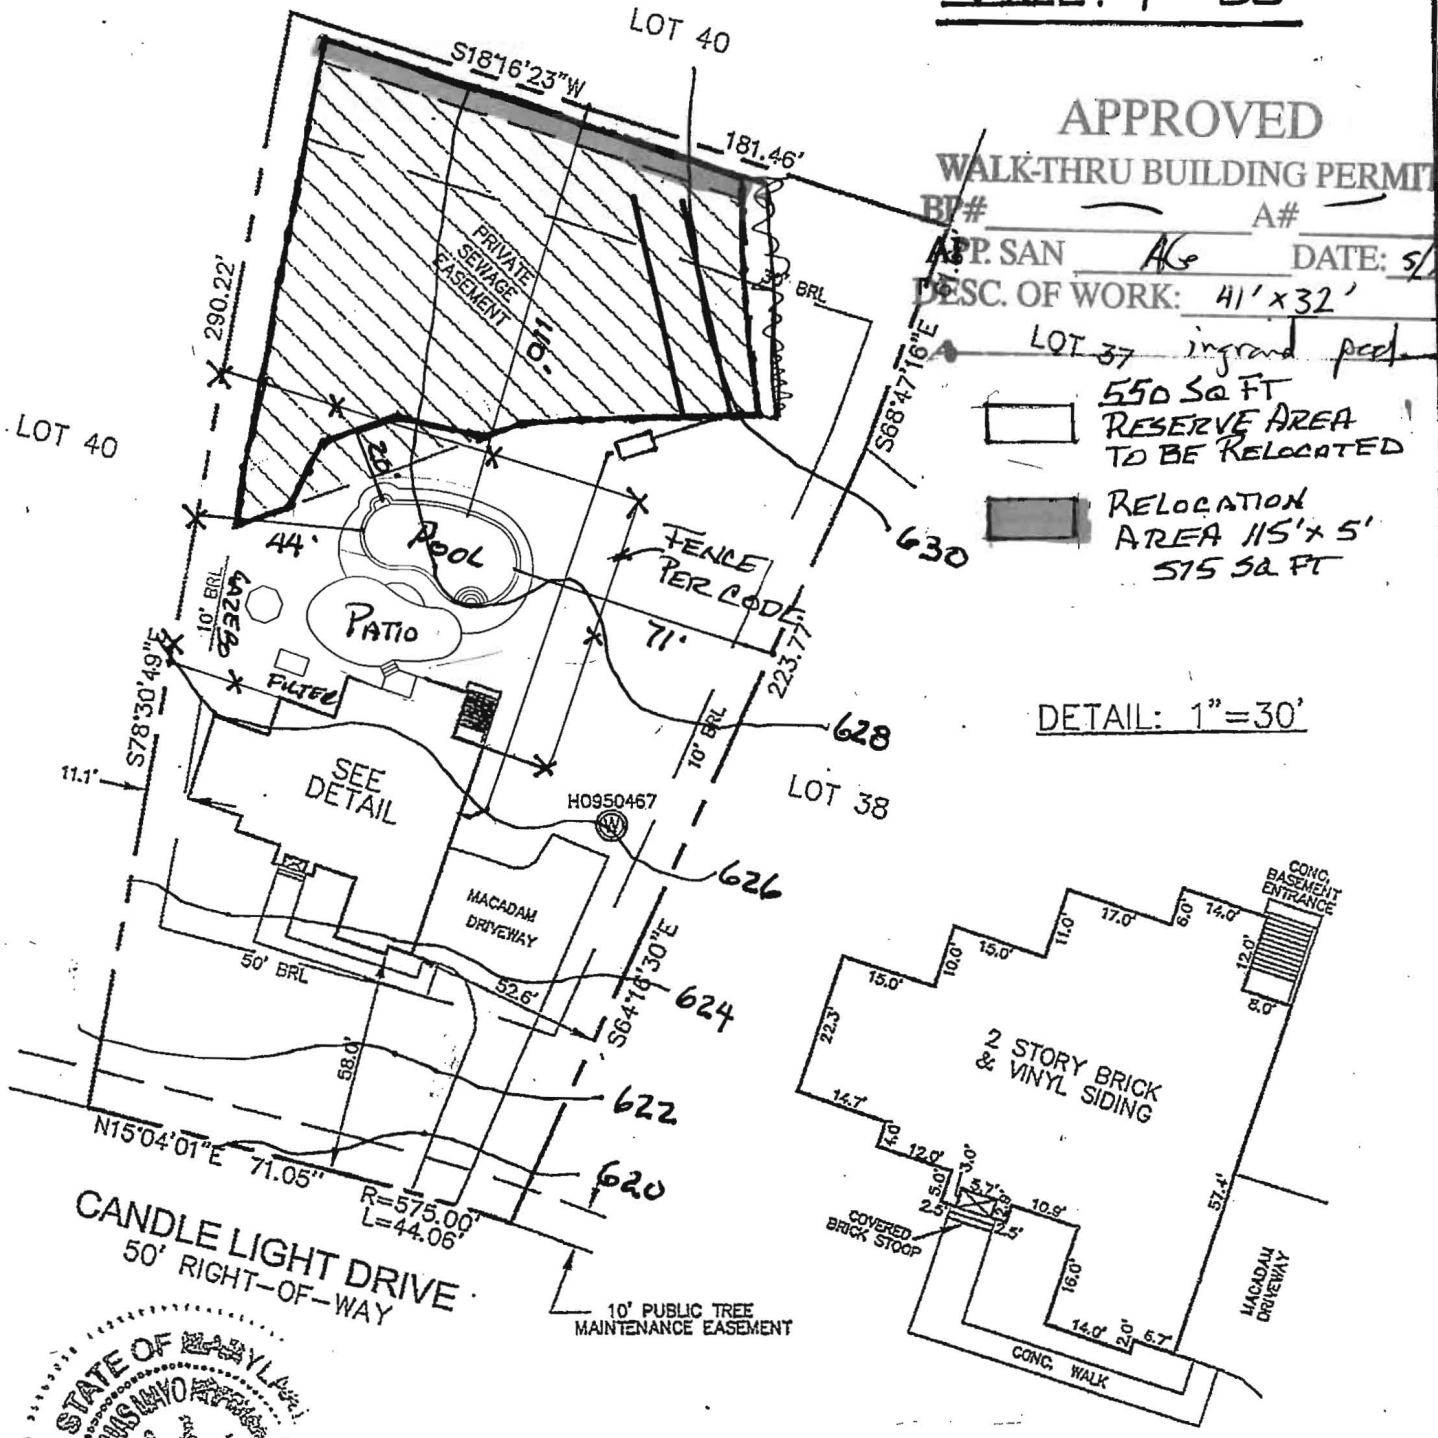 LOT 40
S18°16'23"W
181.46'
APPROVED
WALK-THRU BUILDING PERMIT
BP# A#
APP. SAN DATE: 5/
DESC. OF WORK: 41' x 32'
LOT 37 pool
550 SQ FT
RESERVE AREA
TO BE RELOCATED
RELOCATION
AREA 115' x 5'
575 SQ FT
PRIVATE
SEWAGE
EASEMENT
110'
BRL
290.22'
S68°47'16"E
LOT 40
20'
44'
POOL
PATIO
GAZEBO
10' BRL
FILTER
FENCE
PER CODE
71'
223.77'
630
628
10' BRL
S78°30'49"E
11.1'
SEE
DETAIL
H0950467
W
LOT 38
626
MACADAM
DRIVEWAY
50' BRL
52.6'
58.0'
S64°18'30"E
624
622
620
N15°04'01"E
71.05"
R=575.00'
L=44.06'
CANDLE LIGHT DRIVE
50' RIGHT-OF-WAY
10' PUBLIC TREE
MAINTENANCE EASEMENT
DETAIL: 1"=30'
CONC.
BASEMENT
ENTRANCE
15.0'
10.0'
15.0'
11.0'
17.0'
6.0'
14.0'
12.0'
8.0'
22.3'
2 STORY BRICK
& VINYL SIDING
14.7'
4.0'
12.0'
3.0'
5.0'
5.7'
2.9'
2.5'
2.5'
10.9'
COVERED
BRICK STOOP
16.0'
57.4'
14.0'
2.0'
6.7'
MACADAM
DRIVEWAY
CONC. WALK
STATE OF